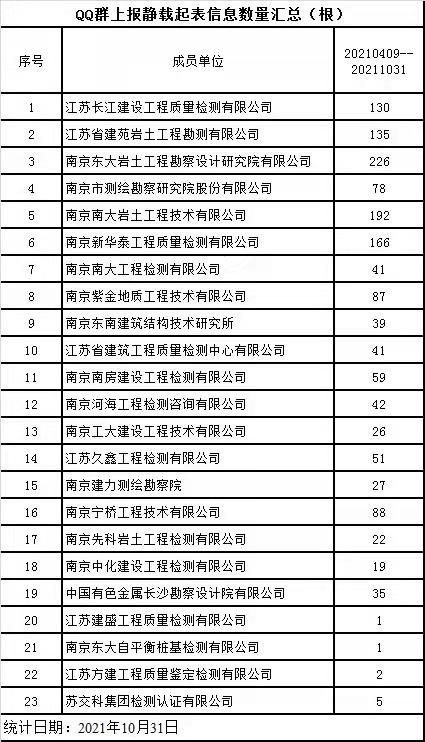 QQ群上报静载起表信息数量汇总（根）
序号 成员单位 20210409--20211031
1 江苏长江建设工程质量检测有限公司 130
2 江苏省建苑岩土工程勘测有限公司 135
3 南京东大岩土工程勘察设计研究院有限公司 226
4 南京市测绘勘察研究院股份有限公司 78
5 南京南大岩土工程技术有限公司 192
6 南京新华泰工程质量检测有限公司 166
7 南京南大工程检测有限公司 41
8 南京紫金地质工程技术有限公司 87
9 南京东南建筑结构技术研究所 39
10 江苏省建筑工程质量检测中心有限公司 41
11 南京南房建设工程检测有限公司 59
12 南京河海工程检测咨询有限公司 42
13 南京工大建设工程技术有限公司 26
14 江苏久鑫工程检测有限公司 51
15 南京建力测绘勘察院 27
16 南京宁桥工程技术有限公司 88
17 南京先科岩土工程检测有限公司 22
18 南京中化建设工程检测有限公司 19
19 中国有色金属长沙勘察设计院有限公司 35
20 江苏建盛工程质量检测有限公司 1
21 南京东大自平衡桩基检测有限公司 1
22 江苏方建工程质量鉴定检测有限公司 2
23 苏交科集团检测认证有限公司 5
统计日期：2021年10月31日